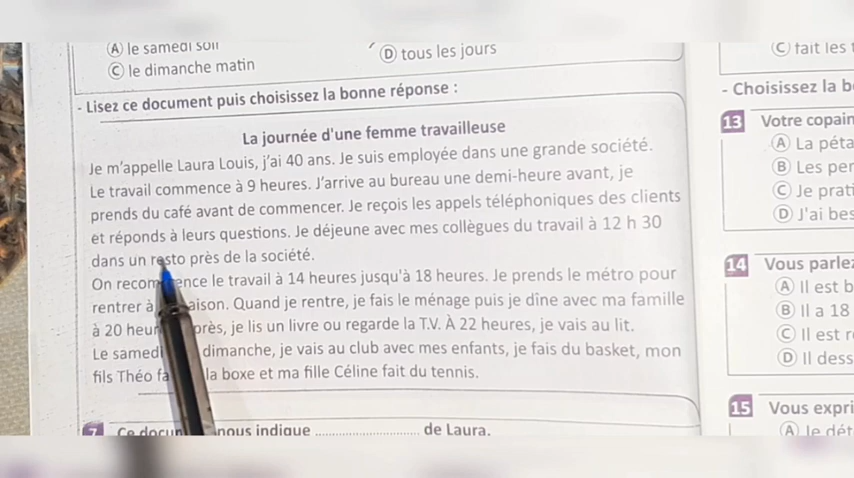 Ⓐ le samedi soir
Ⓓ tous les jours
Ⓒ le dimanche matin
Ⓒ fait les
- Lisez ce document puis choisissez la bonne réponse :
La journée d'une femme travailleuse
Je m'appelle Laura Louis, j'ai 40 ans. Je suis employée dans une grande société.
Le travail commence à 9 heures. J'arrive au bureau une demi-heure avant, je
prends du café avant de commencer. Je reçois les appels téléphoniques des clients
et réponds à leurs questions. Je déjeune avec mes collègues du travail à 12 h 30
dans un resto près de la société.
On recommence le travail à 14 heures jusqu'à 18 heures. Je prends le métro pour
rentrer à aison. Quand je rentre, je fais le ménage puis je dîne avec ma famille
à 20 heur près, je lis un livre ou regarde la T.V. À 22 heures, je vais au lit.
Le samedi dimanche, je vais au club avec mes enfants, je fais du basket, mon
fils Théo fa la boxe et ma fille Céline fait du tennis.
7 Ce docum nous indique .............................. de Laura.
- Choisissez la b
13 Votre copain
Ⓐ La péta
Ⓑ Les per
Ⓒ Je prati
Ⓓ J'ai bes
14 Vous parlez
Ⓐ Il est b
Ⓑ Il a 18
Ⓒ Il est r
Ⓓ Il dess
15 Vous expri
Ⓐ le dét